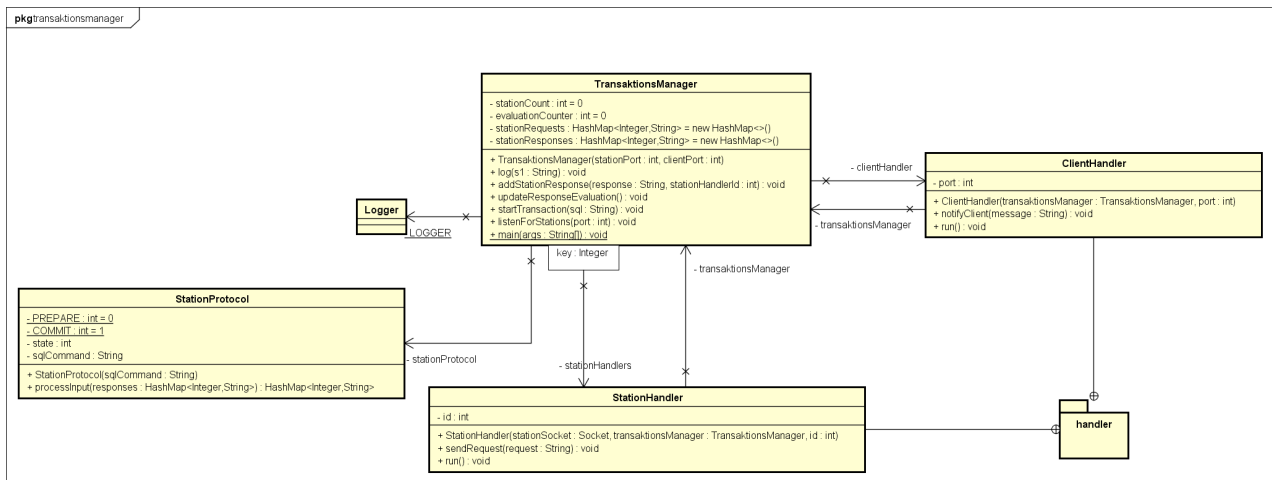 pkg transaktionsmanager
TransaktionsManager
- stationCount : int = 0
- evaluationCounter : int = 0
- stationRequests : HashMap<Integer,String> = new HashMap<>()
- stationResponses : HashMap<Integer,String> = new HashMap<>()
+ TransaktionsManager(stationPort : int, clientPort : int)
+ log(s1 : String) : void
+ addStationResponse(response : String, stationHandlerId : int) : void
+ updateResponseEvaluation() : void
+ startTransaction(sql : String) : void
+ listenForStations(port : int) : void
+ main(args : String[]) : void
key : Integer
- clientHandler
- transaktionsManager
ClientHandler
- port : int
+ ClientHandler(transaktionsManager : TransaktionsManager, port : int)
+ notifyClient(message : String) : void
+ run() : void
Logger
LOGGER
- transaktionsManager
StationProtocol
- PREPARE : int = 0
- COMMIT : int = 1
- state : int
- sqlCommand : String
+ StationProtocol(sqlCommand : String)
+ processInput(responses : HashMap<Integer,String>) : HashMap<Integer,String>
- stationProtocol
- stationHandlers
StationHandler
- id : int
+ StationHandler(stationSocket : Socket, transaktionsManager : TransaktionsManager, id : int)
+ sendRequest(request : String) : void
+ run() : void
handler